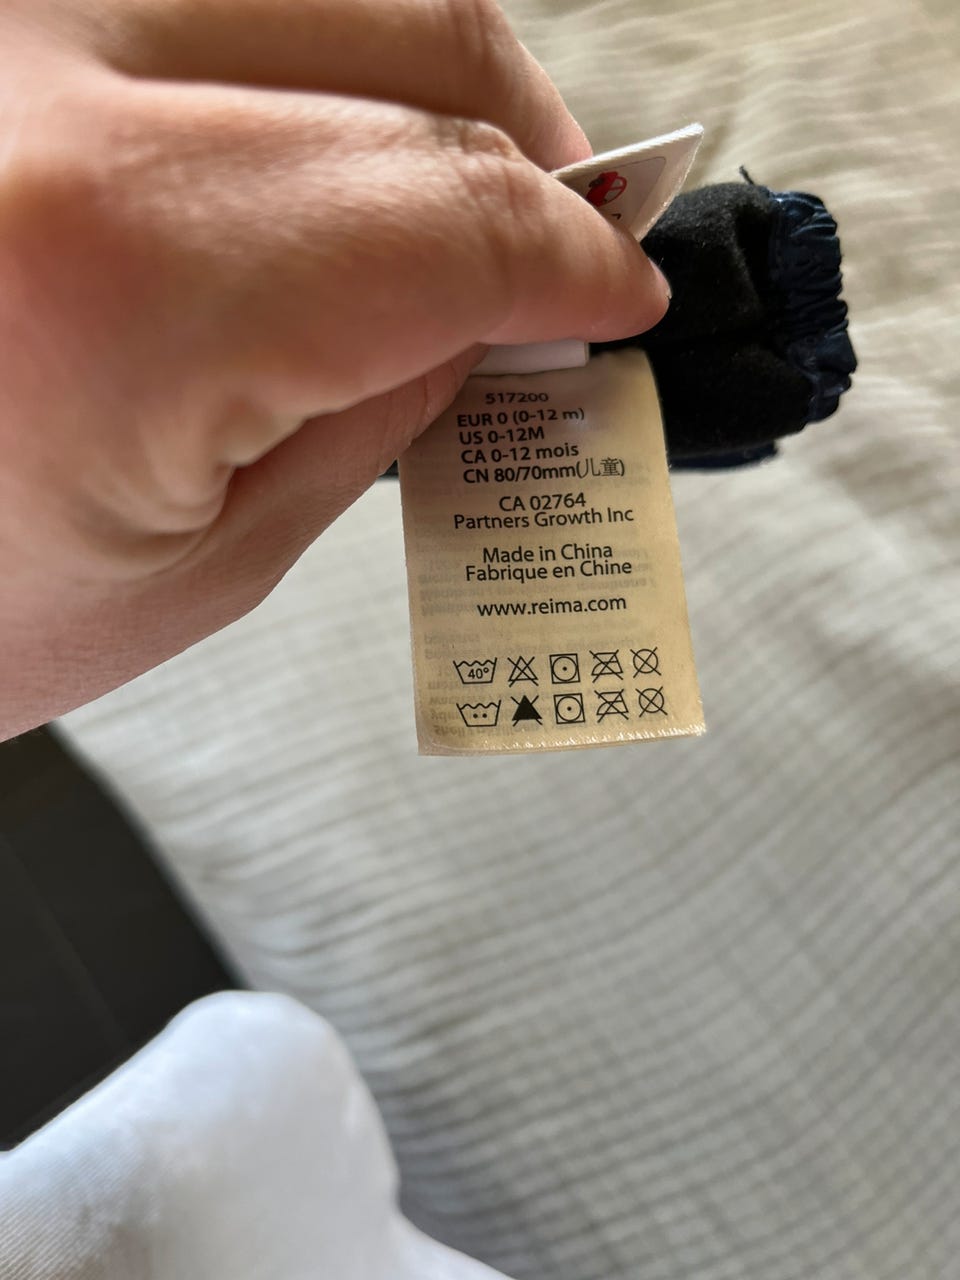 517200
EUR 0 (0-12 m)
US 0-12M
CA 0-12 mois
CN 80/70mm(儿童)
CA 02764
Partners Growth Inc
Made in China
Fabrique en Chine
www.reima.com
40°